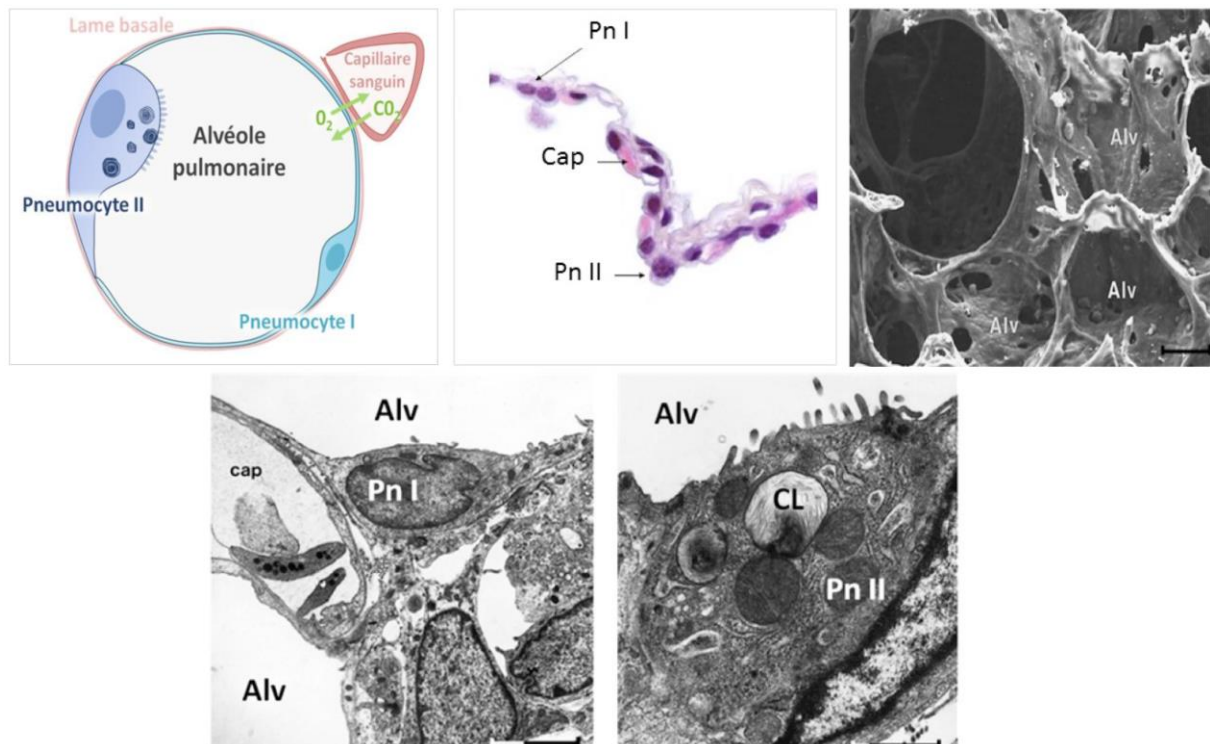 Lame basale
Capillaire
sanguin
O₂
C0₂
Alvéole
pulmonaire
Pneumocyte II
Pneumocyte I
Pn I
Cap
Pn II
Alv
Alv
Alv
Alv
cap
Pn I
Alv
Alv
CL
Pn II